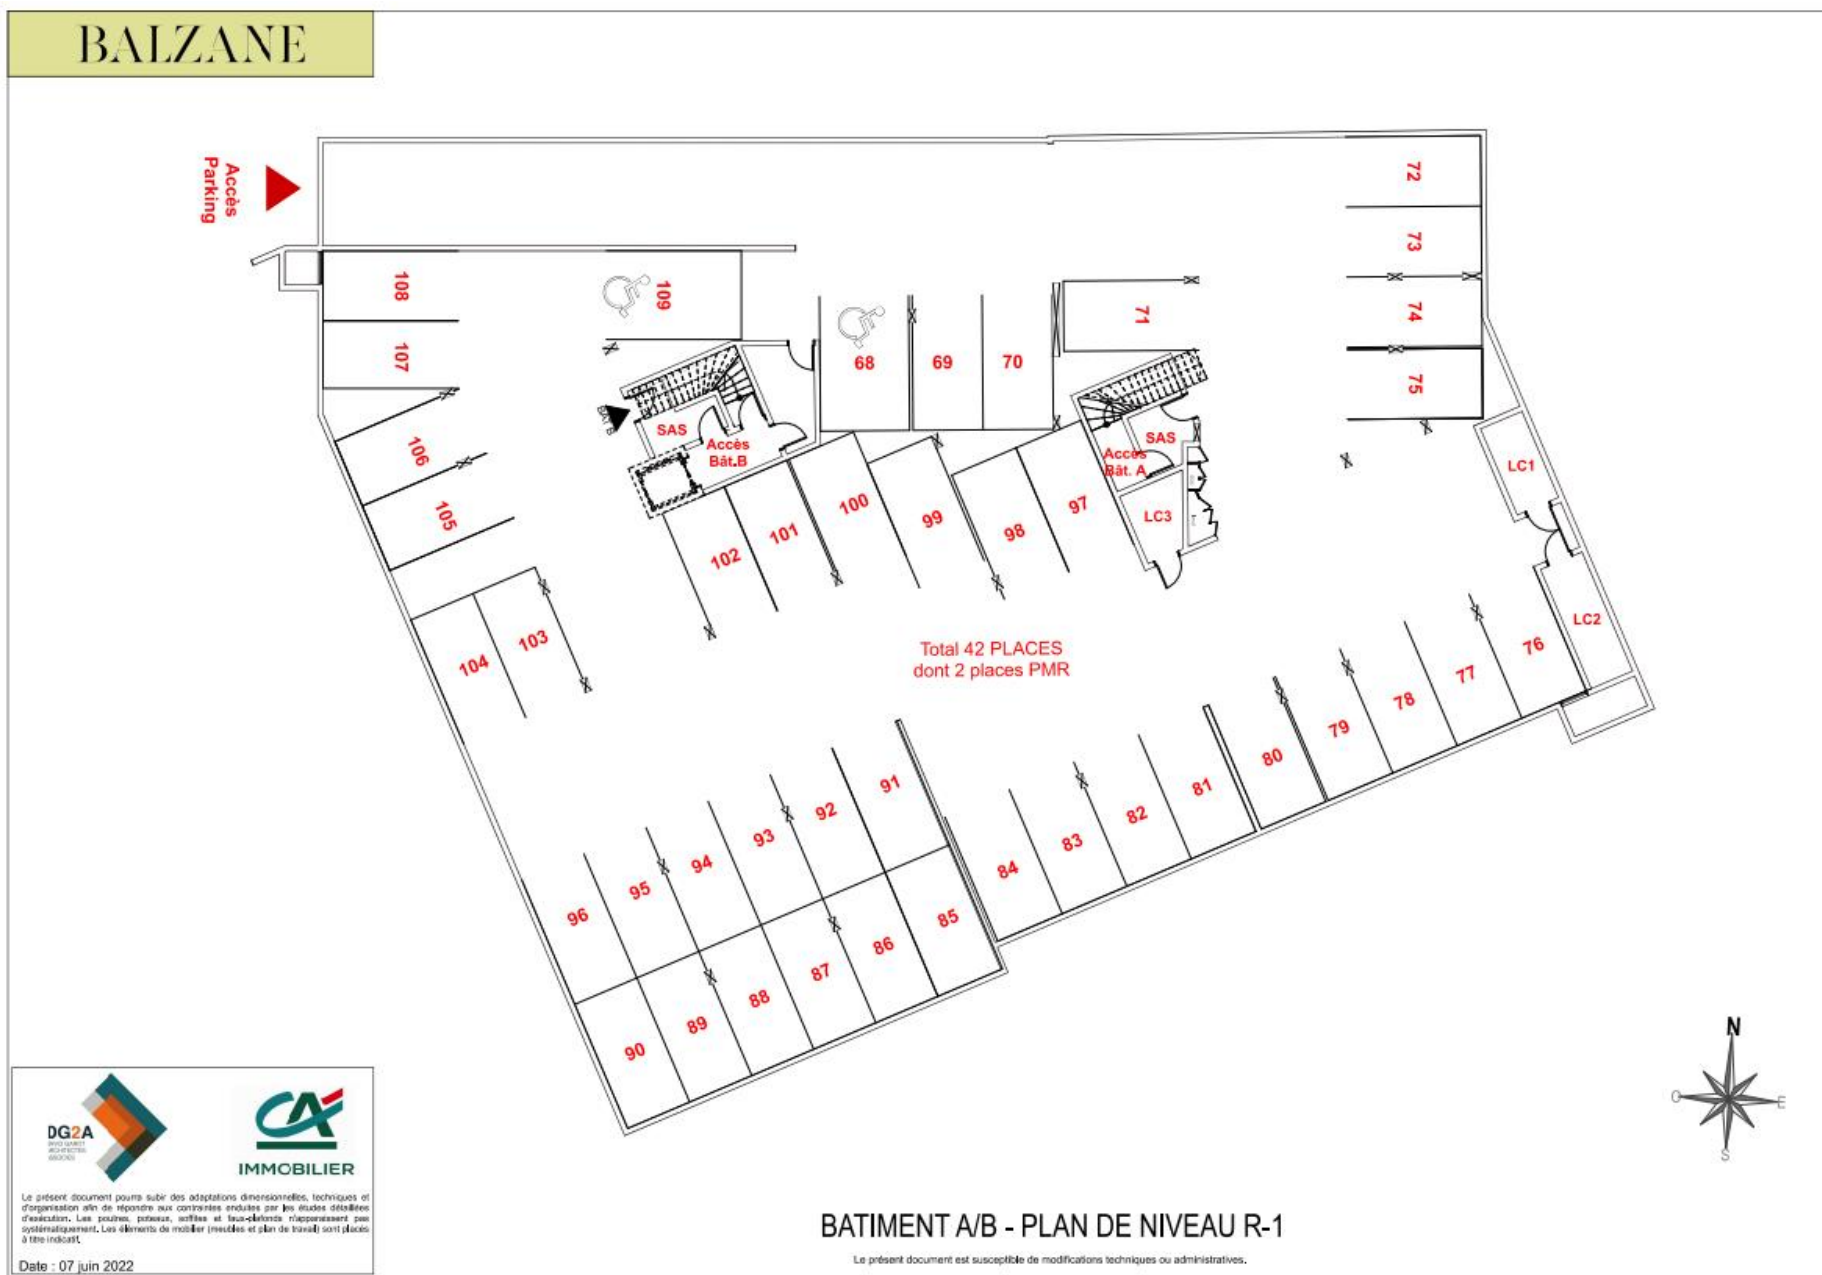 BALZANE
Accès
Parking
72
73
74
75
108
107
109
68
69
70
71
106
105
SAS
Accès
Bât.B
SAS
Accès
Bât. A
LC1
LC3
LC2
100
99
98
97
102
101
104
103
Total 42 PLACES
dont 2 places PMR
76
77
78
79
80
81
82
83
84
91
92
93
94
95
96
85
86
87
88
89
90
N
O
E
S
DG2A
IMMOBILIER
Le présent document pourra subir des adaptations dimensionnelles, techniques et
d'organisation afin de répondre aux contraintes enduites par les études détaillées
d'exécution. Les poutres, poteaux, soffites et faux-plafonds n'apparaissent pas
systématiquement. Les éléments de mobilier (meubles et plan de travail) sont placés
à titre indicatif.
Date : 07 juin 2022
BATIMENT A/B - PLAN DE NIVEAU R-1
Le présent document est susceptible de modifications techniques ou administratives.